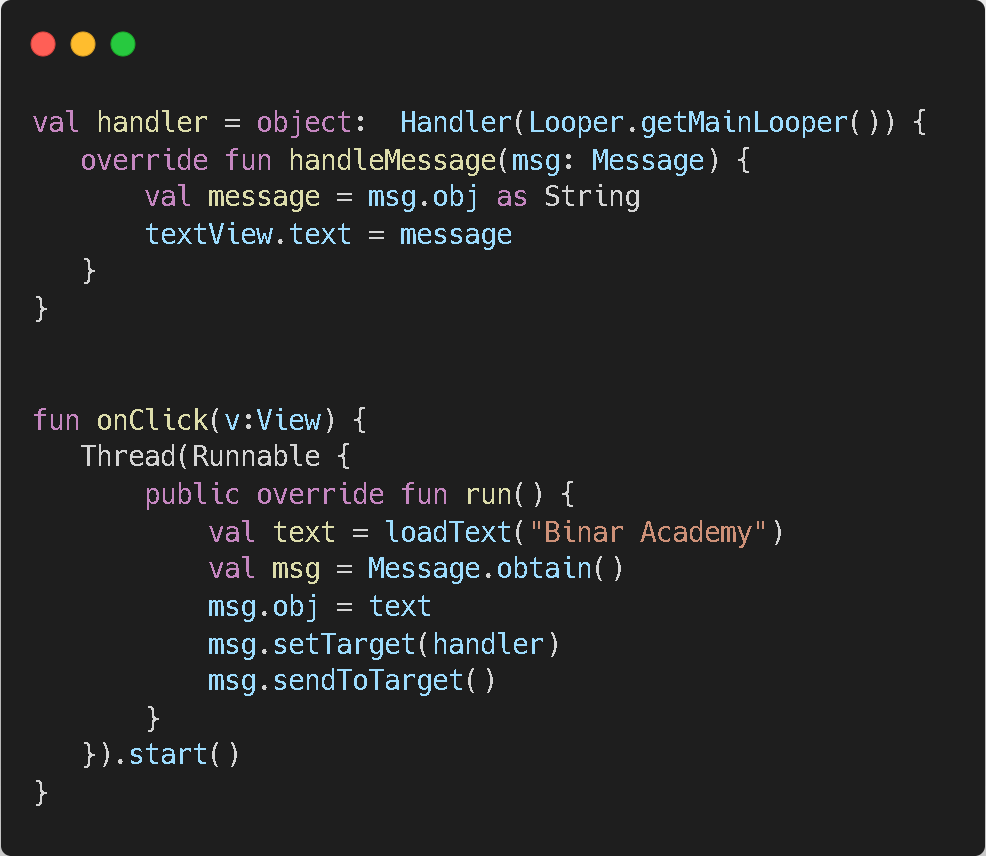 val handler = object:  Handler(Looper.getMainLooper()) {
   override fun handleMessage(msg: Message) {
       val message = msg.obj as String
       textView.text = message
   }
}
fun onClick(v:View) {
   Thread(Runnable {
       public override fun run() {
           val text = loadText("Binar Academy")
           val msg = Message.obtain()
           msg.obj = text
           msg.setTarget(handler)
           msg.sendToTarget()
       }
   }).start()
}